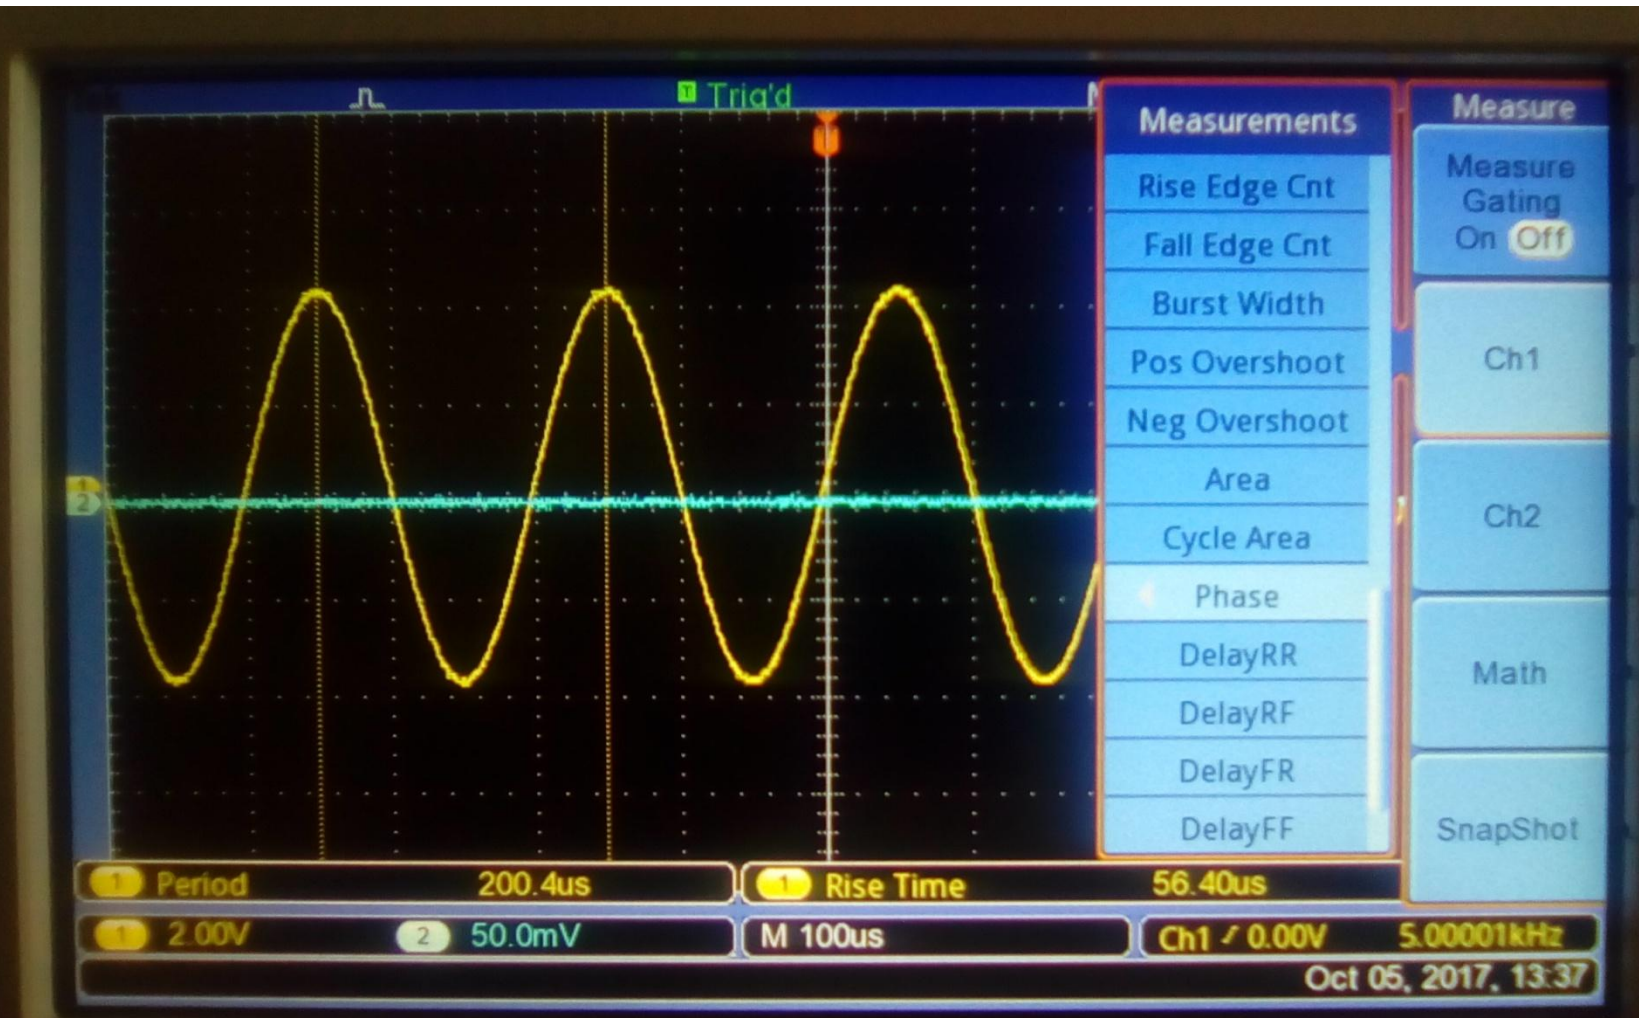 T Trig'd
M
T
Measurements
Rise Edge Cnt
Fall Edge Cnt
Burst Width
Pos Overshoot
Neg Overshoot
Area
Cycle Area
Phase
DelayRR
DelayRF
DelayFR
DelayFF
Measure
Measure
Gating
On Off
Ch1
Ch2
Math
SnapShot
1
2
1 Period 200.4us
1 Rise Time 56.40us
1 2.00V 2 50.0mV
M 100us
Ch1 0.00V 5.00001kHz
Oct 05, 2017, 13:37